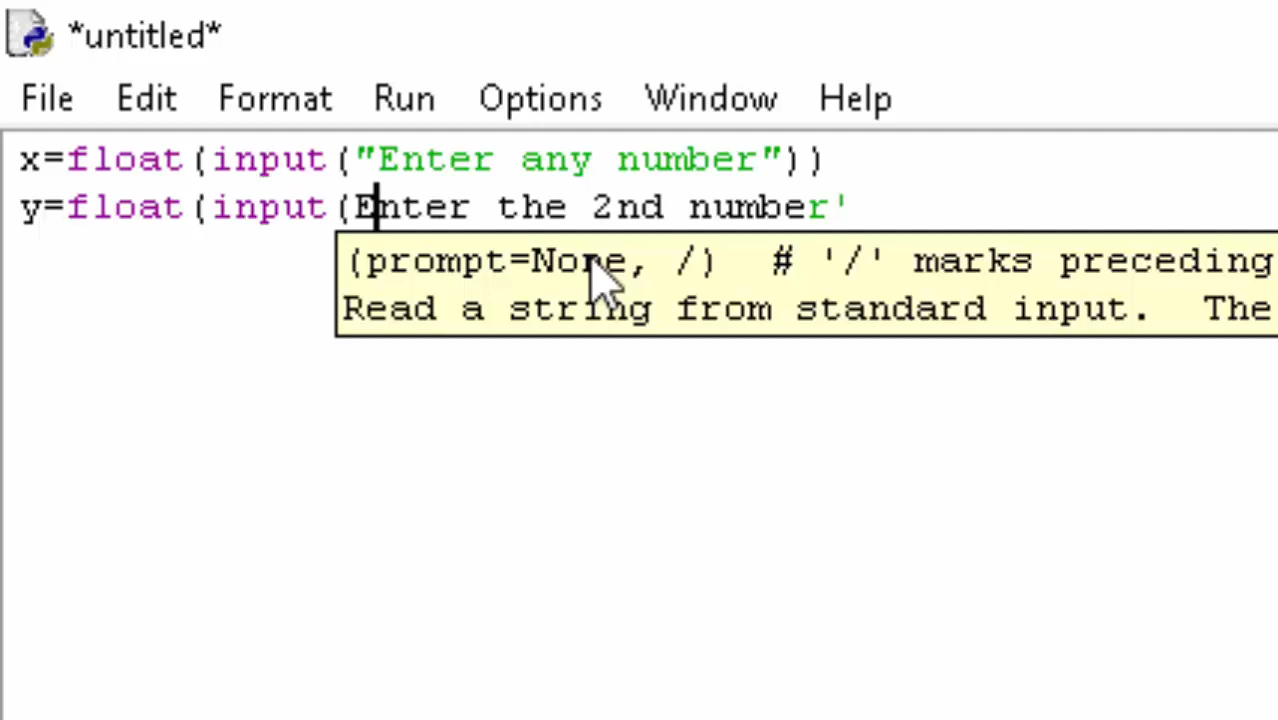 *untitled*
File Edit Format Run Options Window Help
x=float(input("Enter any number"))
y=float(input(Enter the 2nd number'
(prompt=None, /)  # '/' marks preceding
Read a string from standard input.  The